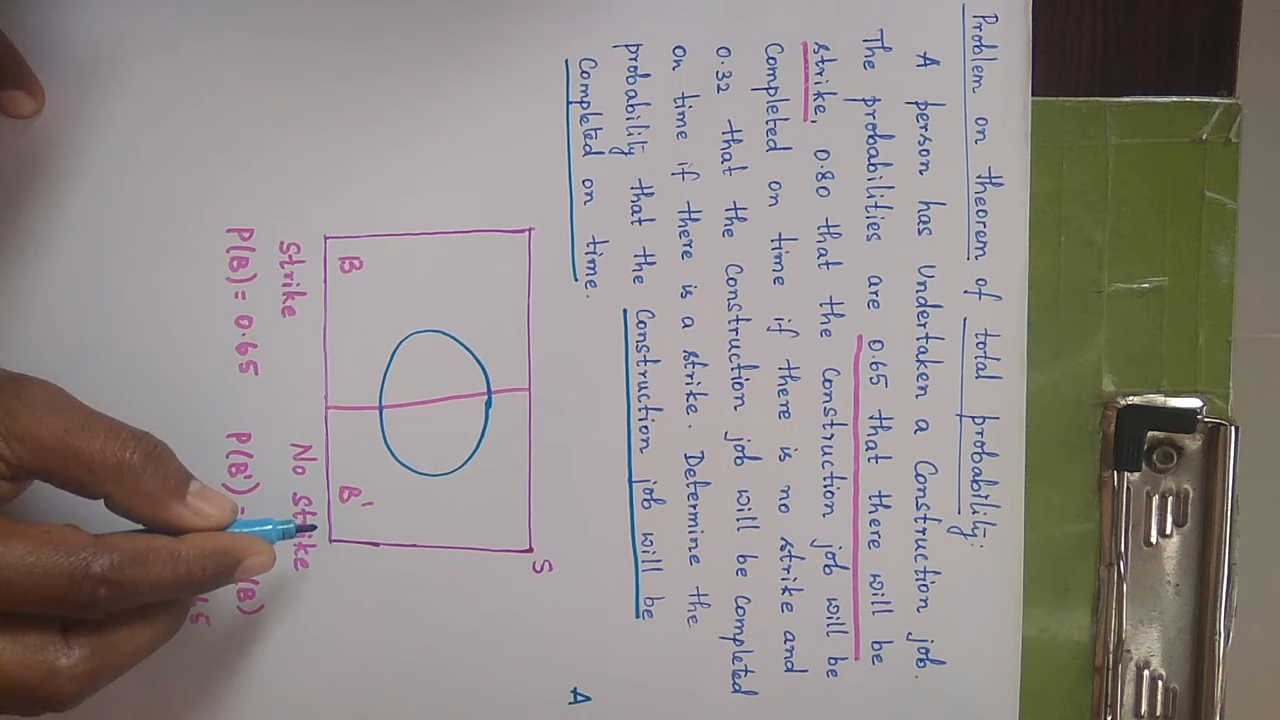 Problem on theorem of total probability:
A person has undertaken a construction job.
The probabilities are 0.65 that there will be
strike, 0.80 that the construction job will be
completed on time if there is no strike and
0.32 that the construction job will be completed
on time if there is a strike. Determine the
probability that the construction job will be
completed on time.
S
B B'
A
Strike No Strike
P(B) = 0.65 P(B') = (B)